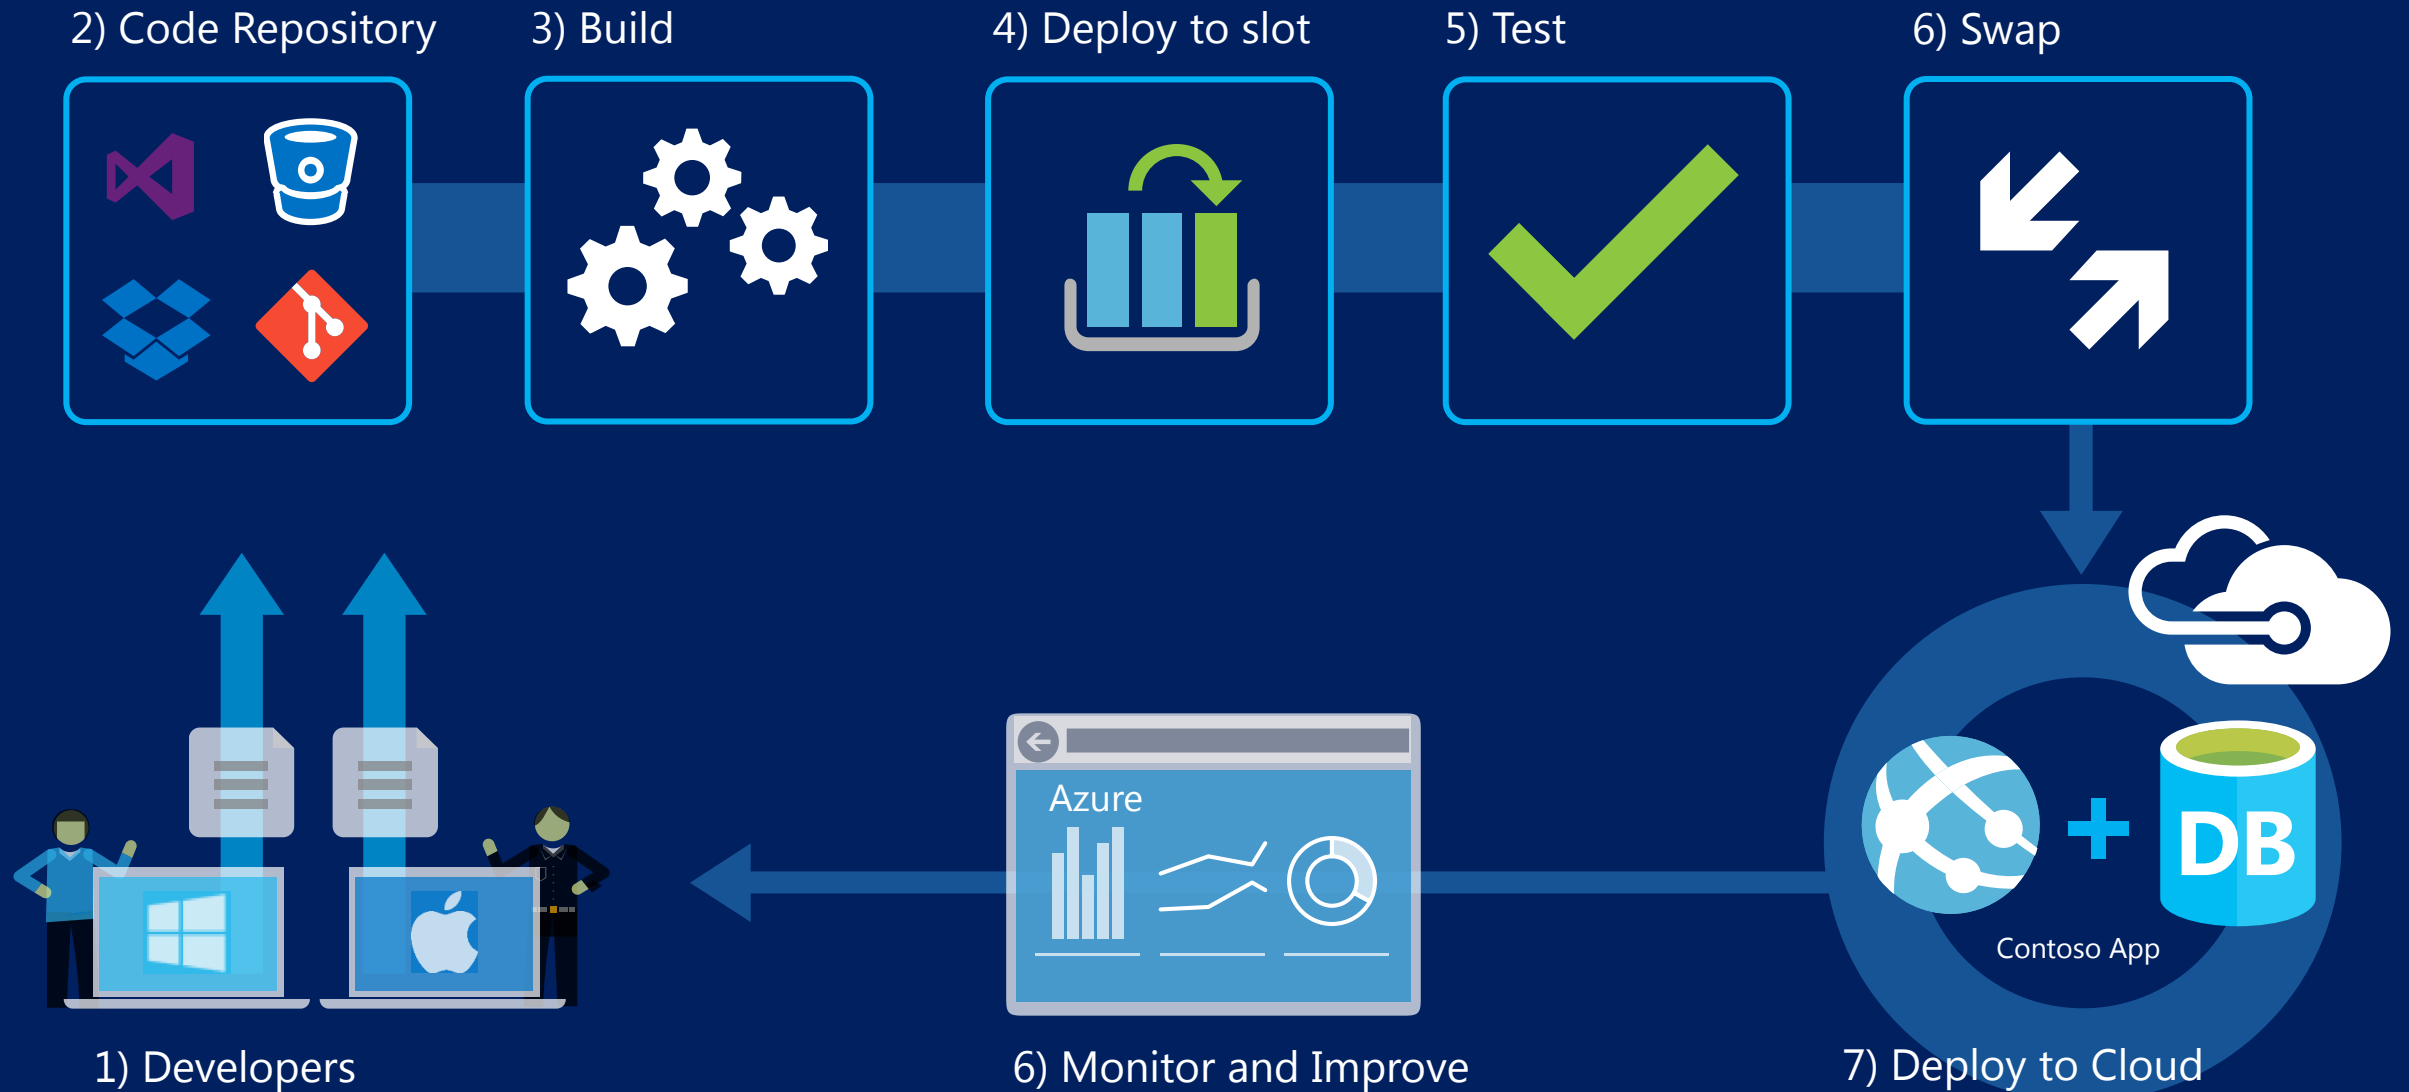 2) Code Repository
3) Build
4) Deploy to slot
5) Test
6) Swap
Azure
DB
Contoso App
1) Developers
6) Monitor and Improve
7) Deploy to Cloud